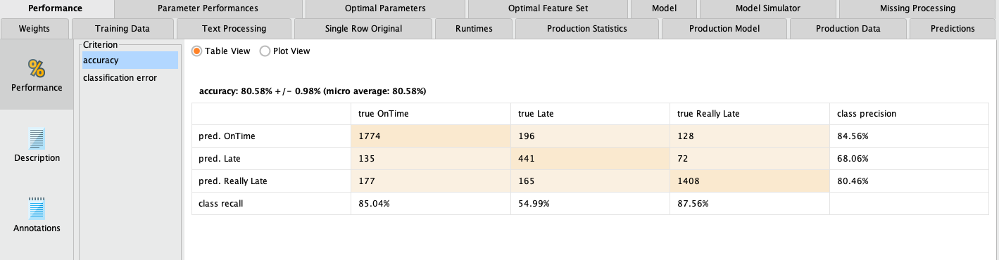 Performance Parameter Performances Optimal Parameters Optimal Feature Set Model Model Simulator Missing Processing
Weights Training Data Text Processing Single Row Original Runtimes Production Statistics Production Model Production Data Predictions
Criterion
accuracy
classification error
%
Performance
Description
Annotations
Table View Plot View
accuracy: 80.58% +/- 0.98% (micro average: 80.58%)
true OnTime true Late true Really Late class precision
pred. OnTime 1774 196 128 84.56%
pred. Late 135 441 72 68.06%
pred. Really Late 177 165 1408 80.46%
class recall 85.04% 54.99% 87.56%